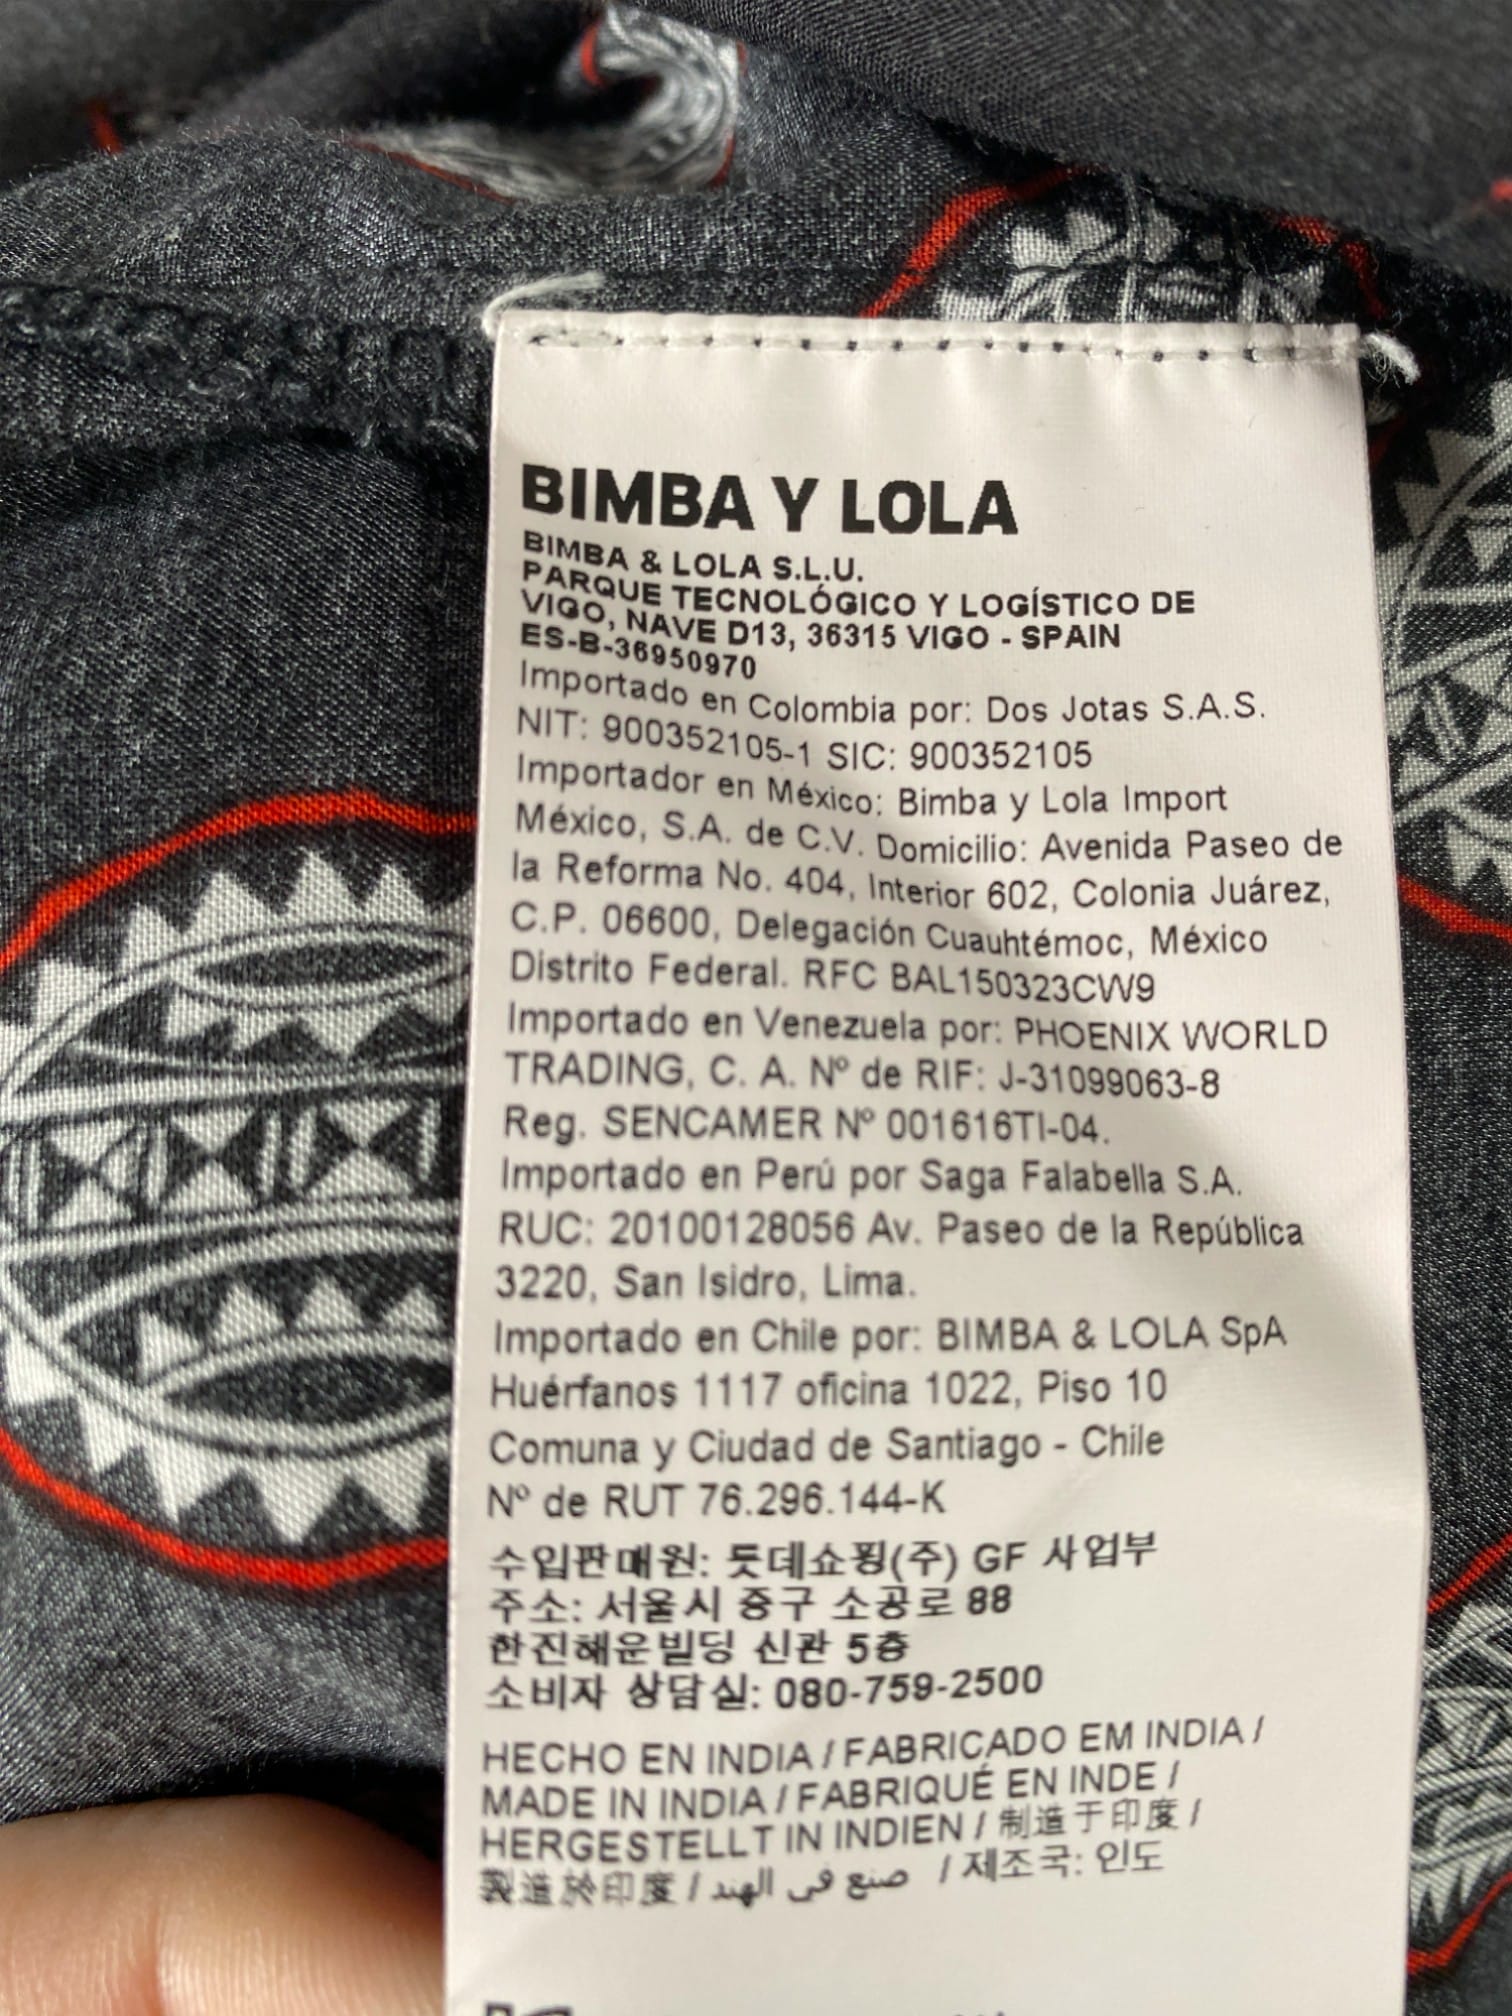 BIMBA Y LOLA
BIMBA & LOLA S.L.U.
PARQUE TECNOLÓGICO Y LOGÍSTICO DE
VIGO, NAVE D13, 36315 VIGO - SPAIN
ES-B-36950970
Importado en Colombia por: Dos Jotas S.A.S.
NIT: 900352105-1 SIC: 900352105
Importador en México: Bimba y Lola Import
México, S.A. de C.V. Domicilio: Avenida Paseo de
la Reforma No. 404, Interior 602, Colonia Juárez,
C.P. 06600, Delegación Cuauhtémoc, México
Distrito Federal. RFC BAL150323CW9
Importado en Venezuela por: PHOENIX WORLD
TRADING, C. A. Nº de RIF: J-31099063-8
Reg. SENCAMER Nº 001616TI-04.
Importado en Perú por Saga Falabella S.A.
RUC: 20100128056 Av. Paseo de la República
3220, San Isidro, Lima.
Importado en Chile por: BIMBA & LOLA SpA
Huérfanos 1117 oficina 1022, Piso 10
Comuna y Ciudad de Santiago - Chile
Nº de RUT 76.296.144-K
수입판매원: 롯데쇼핑(주) GF 사업부
주소: 서울시 중구 소공로 88
한진해운빌딩 신관 5층
소비자 상담실: 080-759-2500
HECHO EN INDIA / FABRICADO EM INDIA /
MADE IN INDIA / FABRIQUÉ EN INDE /
HERGESTELLT IN INDIEN / 制造于印度 /
製造於印度 / صنع في الهند / 제조국: 인도